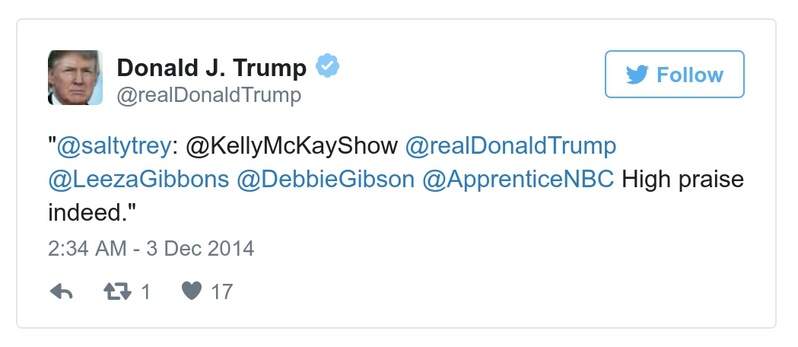 Donald J. Trump
@realDonaldTrump
Follow
"@saltytrey: @KellyMcKayShow @realDonaldTrump
@LeezaGibbons @DebbieGibson @ApprenticeNBC High praise
indeed."
2:34 AM - 3 Dec 2014
1 17